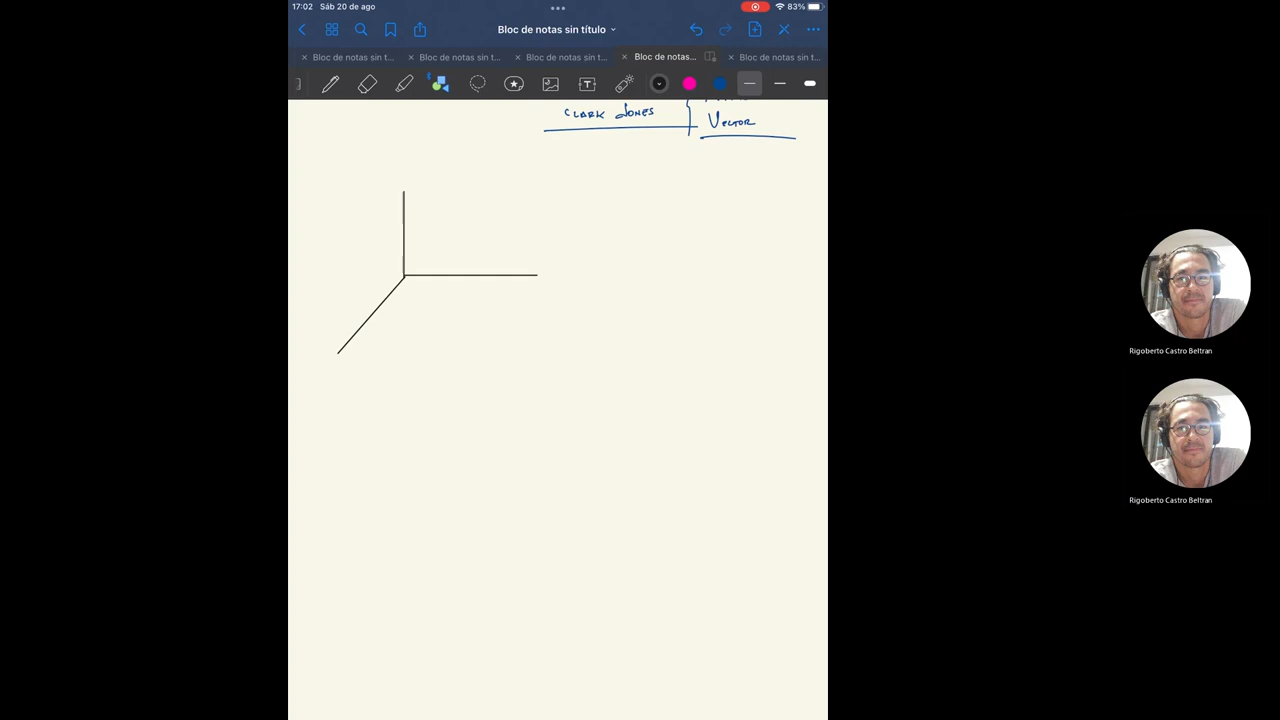 17:02 Sáb 20 de ago
83%
Bloc de notas sin título
Bloc de notas sin t...
Bloc de notas sin t...
Bloc de notas sin t...
Bloc de notas...
Bloc de notas sin t...
CLARK JONES
VECTOR
Rigoberto Castro Beltran
Rigoberto Castro Beltran